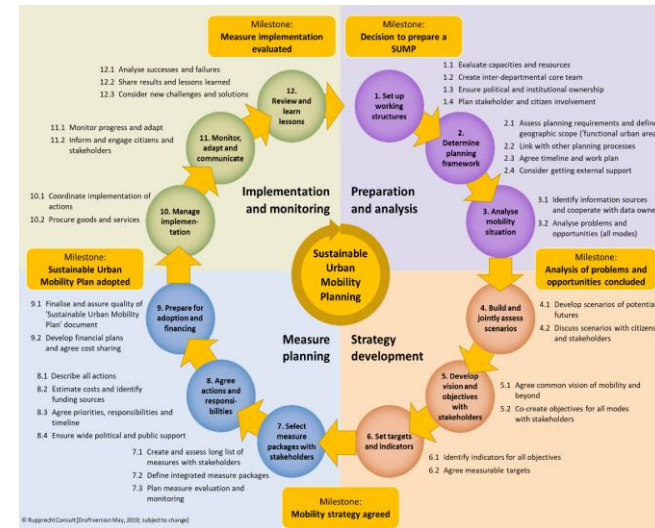 Milestone:
Measure implementation
evaluated
Milestone:
Decision to prepare a
SUMP
12.1 Analyse successes and failures
12.2 Share results and lessons learned
12.3 Consider new challenges and solutions
12.
Review and
learn
lessons
1. Set up
working
structures
1.1 Evaluate capacities and resources
1.2 Create inter-departmental core team
1.3 Ensure political and institutional ownership
1.4 Plan stakeholder and citizen involvement
11.1 Monitor progress and adapt
11.2 Inform and engage citizens and
stakeholders
11. Monitor,
adapt and
communicate
2.
Determine
planning
framework
2.1 Assess planning requirements and define
geographic scope ('functional urban area
2.2 Link with other planning processes
2.3 Agree timeline and work plan
2.4 Consider getting external support
10.1 Coordinate implementation of
actions
10.2 Procure goods and services
10. Manage
implemen-
tation
Implementation
and monitoring
Preparation
and analysis
3. Analyse
mobility
situation
3.1 Identify information sources
and cooperate with data owne
3.2 Analyse problems and
opportunities (all modes)
Milestone:
Sustainable Urban
Mobility Plan adopted
Sustainable
Urban
Mobility
Planning
Milestone:
Analysis of problems and
opportunities concluded
9.1 Finalise and assure quality of
'Sustainable Urban Mobility
Plan' document
9.2 Develop financial plans
and agree cost sharing
9. Prepare for
adoption and
financing
Measure
planning
Strategy
development
4. Build and
jointly assess
scenarios
4.1 Develop scenarios of potential
futures
4.2 Discuss scenarios with citizens
and stakeholders
8.1 Describe all actions
8.2 Estimate costs and identify
funding sources
8.3 Agree priorities, responsibilities and
timeline
8.4 Ensure wide political and public support
8. Agree
actions and
responsi-
bilities
5. Develop
vision and
objectives
with
stakeholders
5.1 Agree common vision of mobility and
beyond
5.2 Co-create objectives for all modes
with stakeholders
7. Select
measure
packages with
stakeholders
6. Set targets
and indicators
7.1 Create and assess long list of
measures with stakeholders
7.2 Define integrated measure packages
7.3 Plan measure evaluation and
monitoring
6.1 Identify indicators for all objectives
6.2 Agree measurable targets
Milestone:
Mobility strategy agreed
© Rupprecht Consult (Draft version May, 2019; subject to change)